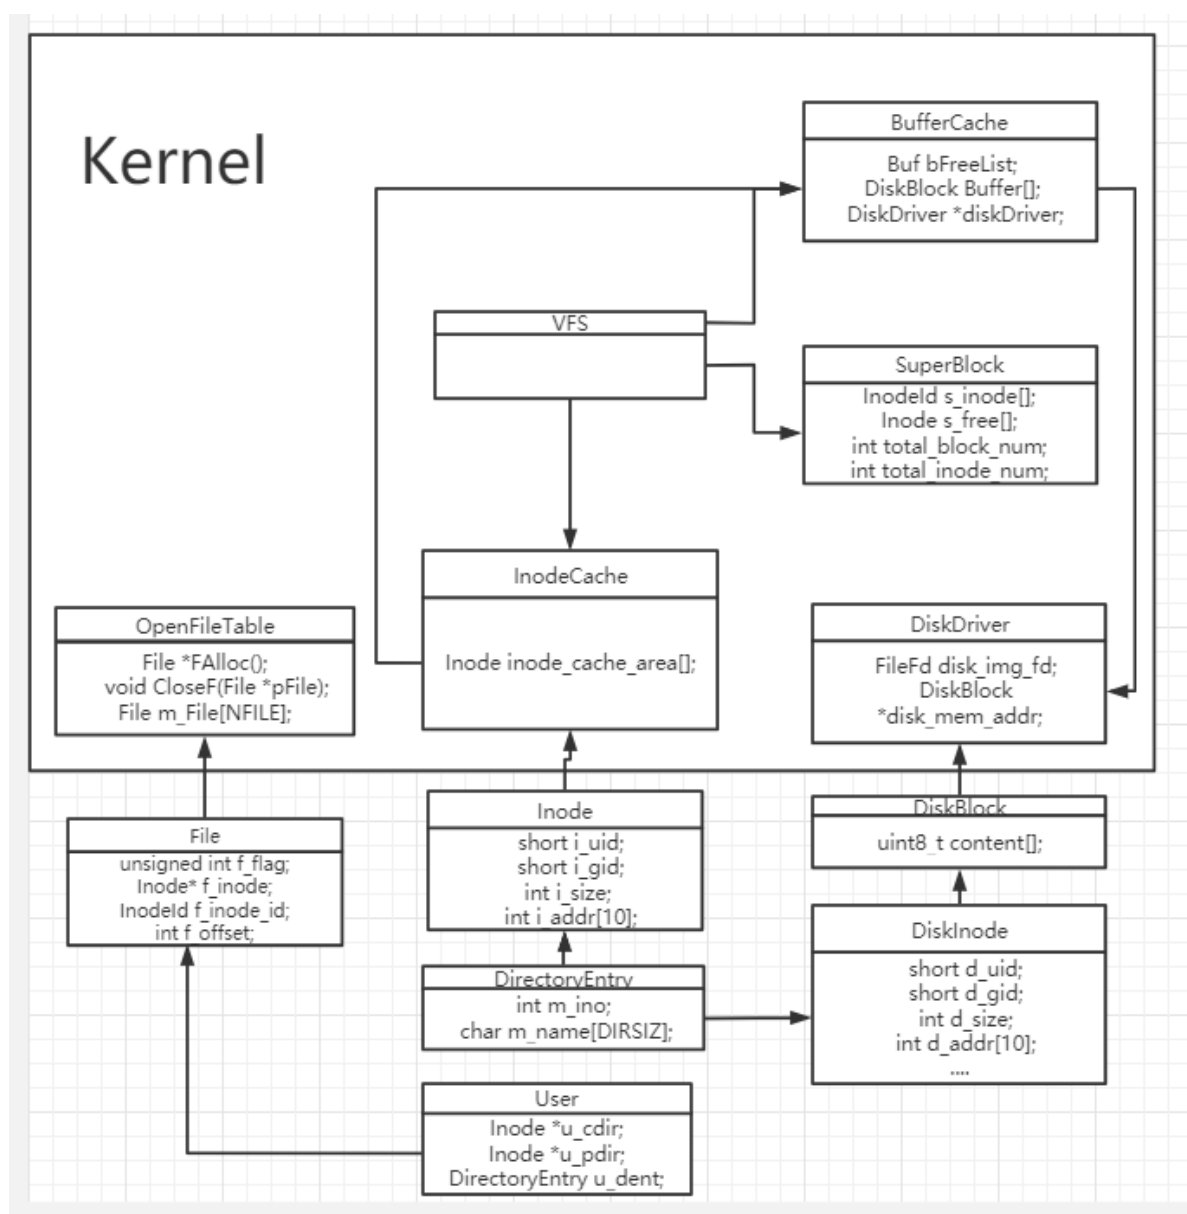 Kernel
BufferCache
Buf bFreeList;
DiskBlock Buffer[];
DiskDriver *diskDriver;
VFS
SuperBlock
InodeId s_inode[];
Inode s_free[];
int total_block_num;
int total_inode_num;
InodeCache
Inode inode_cache_area[];
OpenFileTable
File *FAlloc();
void CloseF(File *pFile);
File m_File[NFILE];
DiskDriver
FileFd disk_img_fd;
DiskBlock
*disk_mem_addr;
File
unsigned int f_flag;
Inode* f_inode;
InodeId f_inode_id;
int f_offset;
Inode
short i_uid;
short i_gid;
int i_size;
int i_addr[10];
DiskBlock
uint8_t content[];
DirectoryEntry
int m_ino;
char m_name[DIRSIZ];
DiskInode
short d_uid;
short d_gid;
int d_size;
int d_addr[10];
....
User
Inode *u_cdir;
Inode *u_pdir;
DirectoryEntry u_dent;